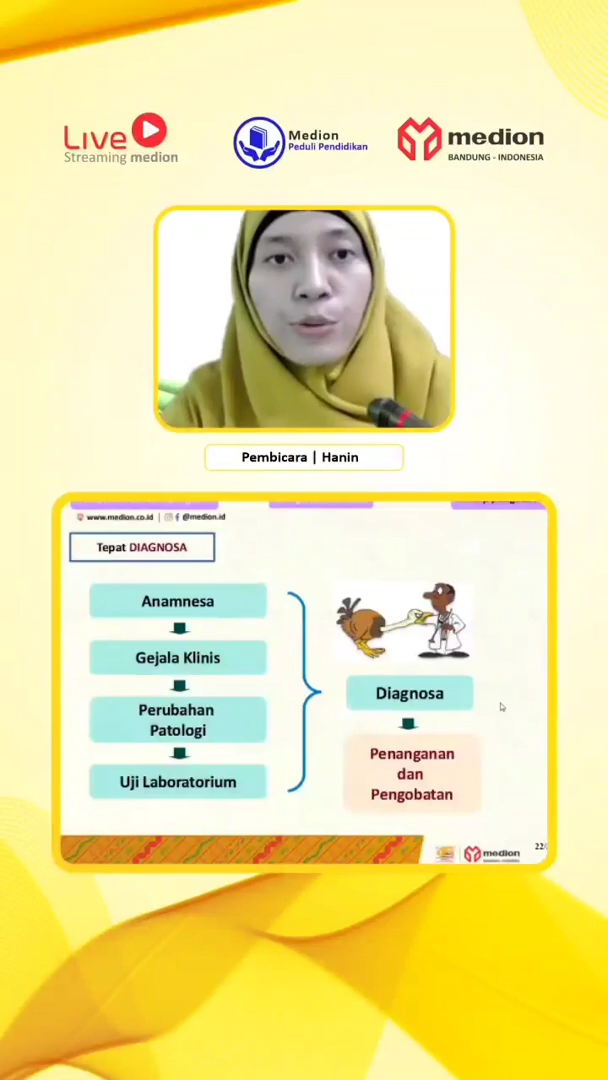 Live
Streaming medion
Medion
Peduli Pendidikan
medion
BANDUNG - INDONESIA
Pembicara | Hanin
www.medion.co.id | @medion.id
Tepat DIAGNOSA
Anamnesa
Gejala Klinis
Perubahan
Patologi
Uji Laboratorium
Diagnosa
Penanganan
dan
Pengobatan
medion
22/